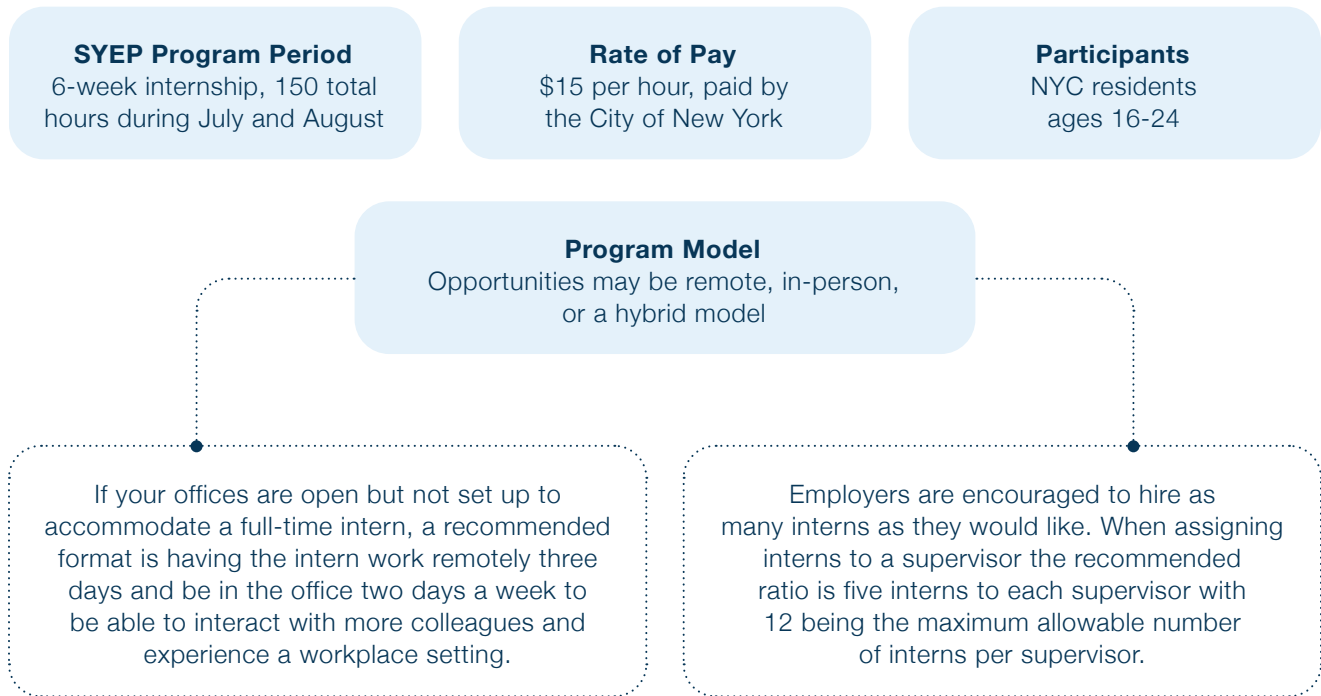 SYEP Program Period
6-week internship, 150 total
hours during July and August
Rate of Pay
$15 per hour, paid by
the City of New York
Participants
NYC residents
ages 16-24
Program Model
Opportunities may be remote, in-person,
or a hybrid model
If your offices are open but not set up to
accommodate a full-time intern, a recommended
format is having the intern work remotely three
days and be in the office two days a week to
be able to interact with more colleagues and
experience a workplace setting.
Employers are encouraged to hire as
many interns as they would like. When assigning
interns to a supervisor the recommended
ratio is five interns to each supervisor with
12 being the maximum allowable number
of interns per supervisor.